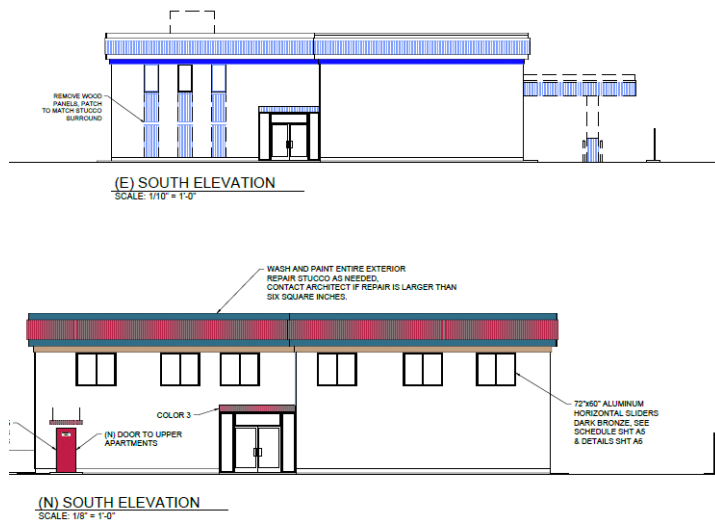 REMOVE WOOD
PANELS, PATCH
TO MATCH STUCCO
SURROUND
(E) SOUTH ELEVATION
SCALE: 1/10" = 1'-0"
WASH AND PAINT ENTIRE EXTERIOR
REPAIR STUCCO AS NEEDED,
CONTACT ARCHITECT IF REPAIR IS LARGER THAN
SIX SQUARE INCHES.
COLOR 3
(N) DOOR TO UPPER
APARTMENTS
72"x60" ALUMINUM
HORIZONTAL SLIDERS
DARK BRONZE, SEE
SCHEDULE SHT A5
& DETAILS SHT A6
(N) SOUTH ELEVATION
SCALE: 1/8" = 1'-0"